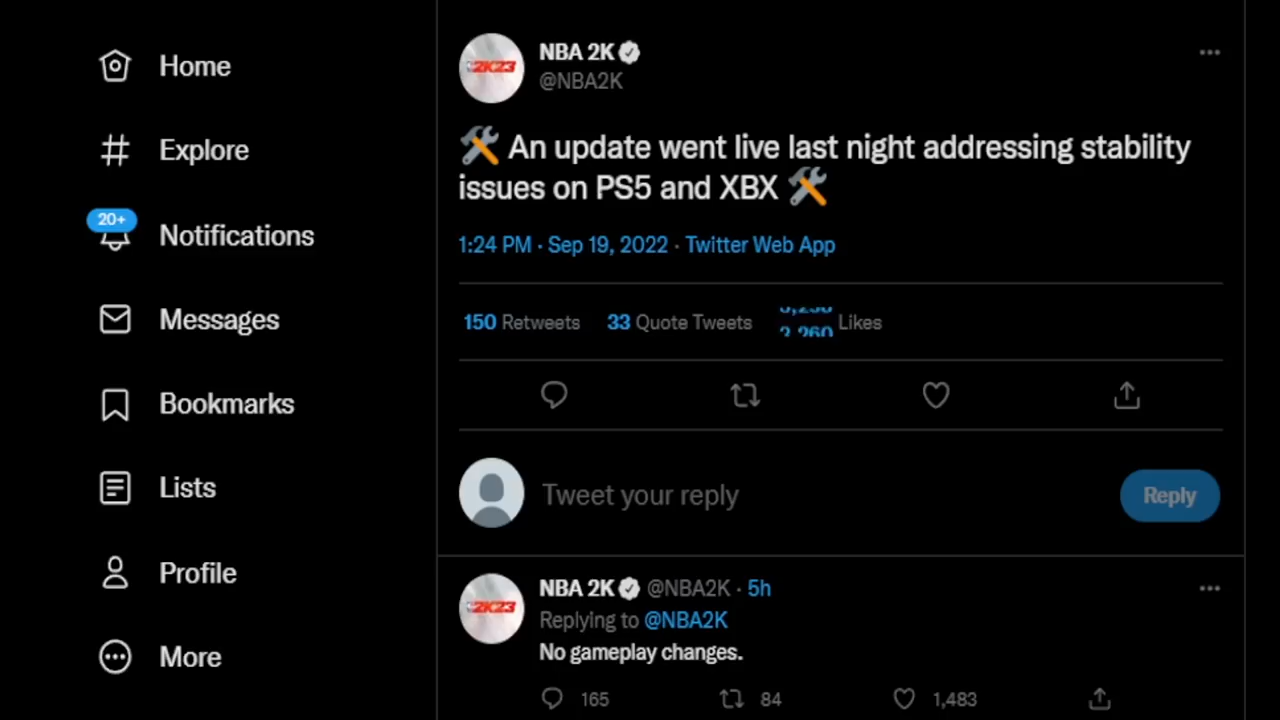 Home
Explore
20+
Notifications
Messages
Bookmarks
Lists
Profile
More
2K23
NBA 2K
@NBA2K
An update went live last night addressing stability
issues on PS5 and XBX
1:24 PM · Sep 19, 2022 · Twitter Web App
150 Retweets 33 Quote Tweets Likes
Tweet your reply
Reply
2K23
NBA 2K @NBA2K · 5h
Replying to @NBA2K
No gameplay changes.
165 84 1,483